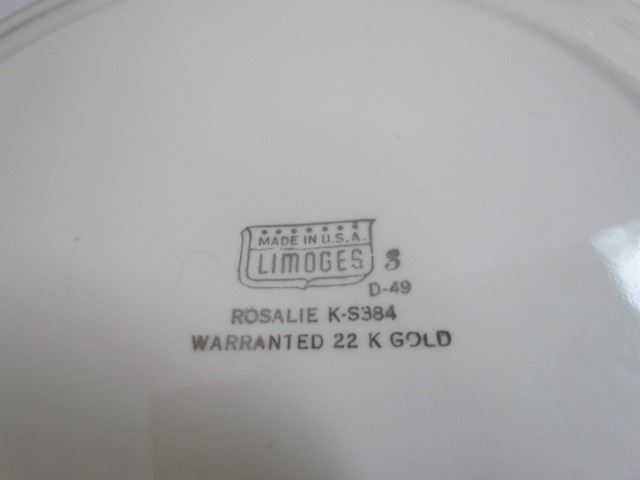 MADE IN U.S.A.
LIMOGES 3
D-49
ROSALIE K-S384
WARRANTED 22 K GOLD